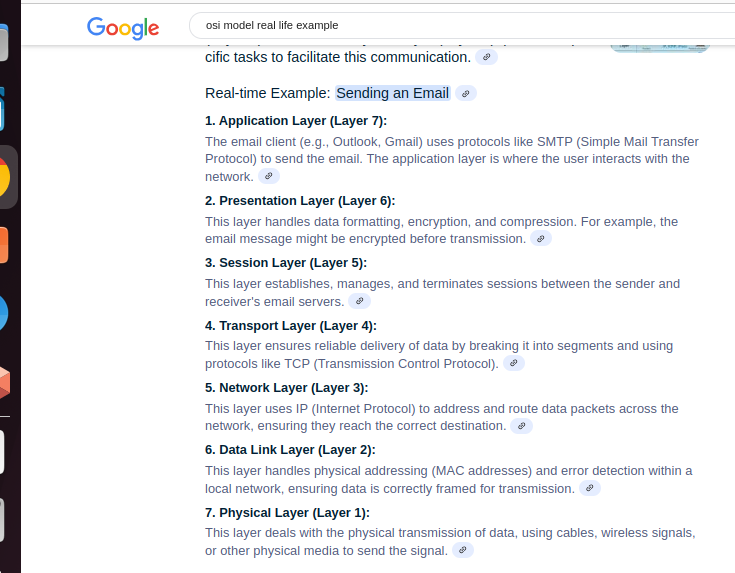 Google
osi model real life example
cific tasks to facilitate this communication.
Real-time Example: Sending an Email
1. Application Layer (Layer 7):
The email client (e.g., Outlook, Gmail) uses protocols like SMTP (Simple Mail Transfer
Protocol) to send the email. The application layer is where the user interacts with the
network.
2. Presentation Layer (Layer 6):
This layer handles data formatting, encryption, and compression. For example, the
email message might be encrypted before transmission.
3. Session Layer (Layer 5):
This layer establishes, manages, and terminates sessions between the sender and
receiver's email servers.
4. Transport Layer (Layer 4):
This layer ensures reliable delivery of data by breaking it into segments and using
protocols like TCP (Transmission Control Protocol).
5. Network Layer (Layer 3):
This layer uses IP (Internet Protocol) to address and route data packets across the
network, ensuring they reach the correct destination.
6. Data Link Layer (Layer 2):
This layer handles physical addressing (MAC addresses) and error detection within a
local network, ensuring data is correctly framed for transmission.
7. Physical Layer (Layer 1):
This layer deals with the physical transmission of data, using cables, wireless signals,
or other physical media to send the signal.